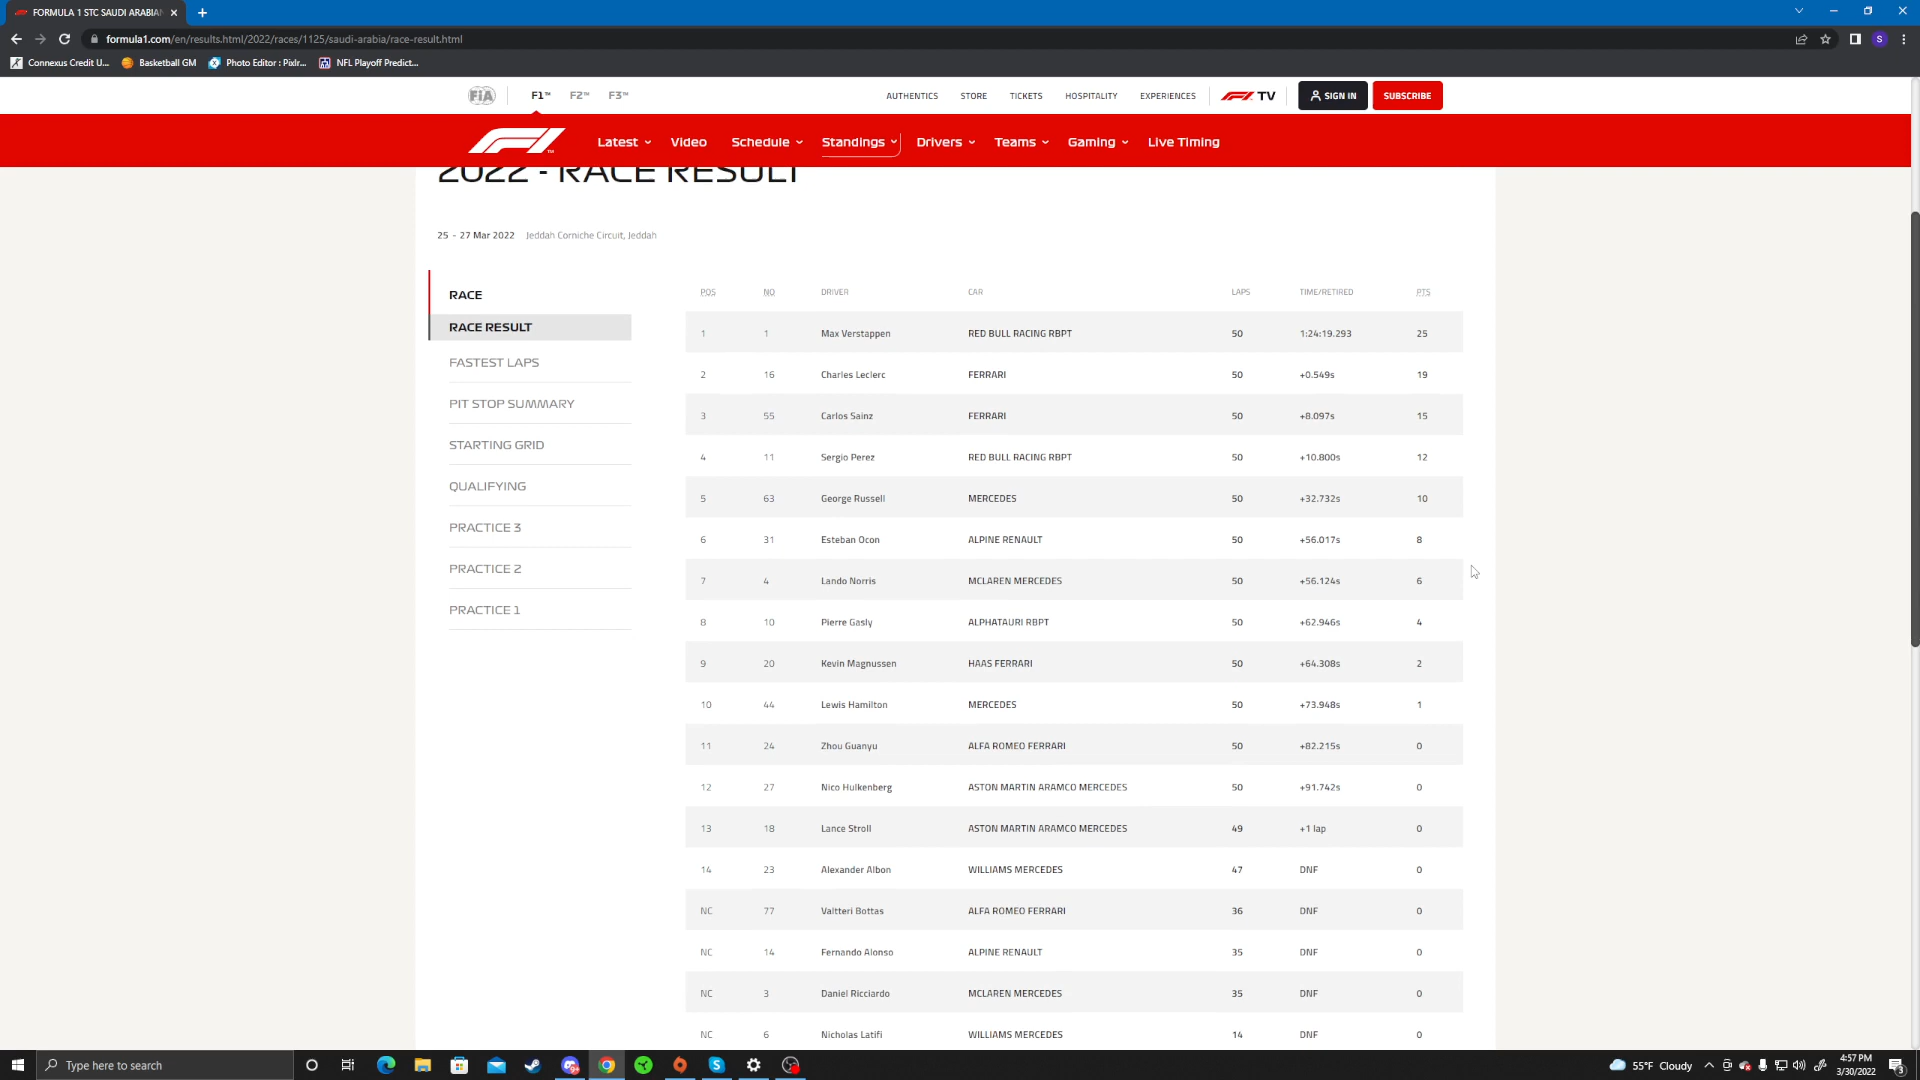 FORMULA 1 STC SAUDI ARABIAN
formula1.com/en/results.html/2022/races/1125/saudi-arabia/race-result.html
S
Connexus Credit U... Basketball GM Photo Editor : Pixlr... NFL Playoff Predict...
FIA F1™ F2™ F3™ AUTHENTICS STORE TICKETS HOSPITALITY EXPERIENCES F1 TV SIGN IN SUBSCRIBE
F1 Latest Video Schedule Standings Drivers Teams Gaming Live Timing
2022 - RACE RESULT
25 - 27 Mar 2022 Jeddah Corniche Circuit, Jeddah
RACE
RACE RESULT
FASTEST LAPS
PIT STOP SUMMARY
STARTING GRID
QUALIFYING
PRACTICE 3
PRACTICE 2
PRACTICE 1
POS NO DRIVER CAR LAPS TIME/RETIRED PTS
1 1 Max Verstappen RED BULL RACING RBPT 50 1:24:19.293 25
2 16 Charles Leclerc FERRARI 50 +0.549s 19
3 55 Carlos Sainz FERRARI 50 +8.097s 15
4 11 Sergio Perez RED BULL RACING RBPT 50 +10.800s 12
5 63 George Russell MERCEDES 50 +32.732s 10
6 31 Esteban Ocon ALPINE RENAULT 50 +56.017s 8
7 4 Lando Norris MCLAREN MERCEDES 50 +56.124s 6
8 10 Pierre Gasly ALPHATAURI RBPT 50 +62.946s 4
9 20 Kevin Magnussen HAAS FERRARI 50 +64.308s 2
10 44 Lewis Hamilton MERCEDES 50 +73.948s 1
11 24 Zhou Guanyu ALFA ROMEO FERRARI 50 +82.215s 0
12 27 Nico Hulkenberg ASTON MARTIN ARAMCO MERCEDES 50 +91.742s 0
13 18 Lance Stroll ASTON MARTIN ARAMCO MERCEDES 49 +1 lap 0
14 23 Alexander Albon WILLIAMS MERCEDES 47 DNF 0
NC 77 Valtteri Bottas ALFA ROMEO FERRARI 36 DNF 0
NC 14 Fernando Alonso ALPINE RENAULT 35 DNF 0
NC 3 Daniel Ricciardo MCLAREN MERCEDES 35 DNF 0
NC 6 Nicholas Latifi WILLIAMS MERCEDES 14 DNF 0
Type here to search
55°F Cloudy
4:57 PM
3/30/2022
3